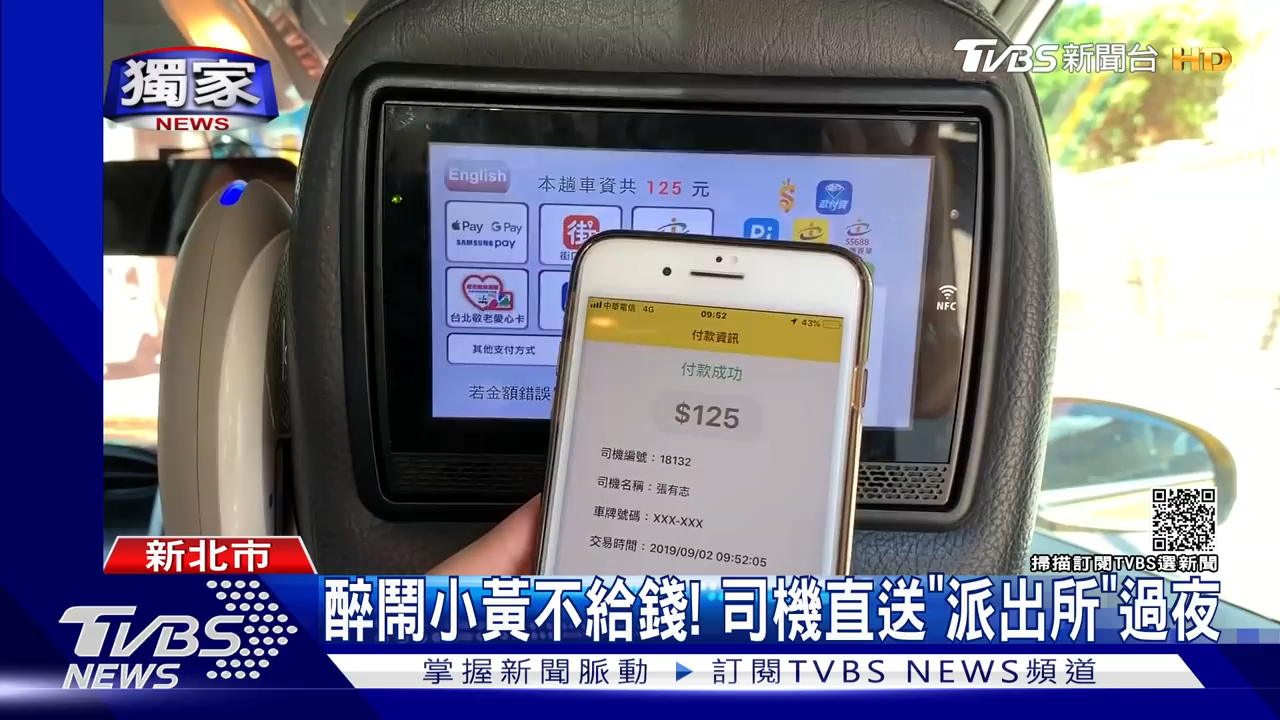 獨家
NEWS
TVBS新聞台 HD
English
本趟車資共 125 元
Pay G Pay
SAMSUNG pay
街
Pi
55688
台北敬老愛心卡
NFC
其他支付方式
若金額錯誤
中華電信 4G 09:52 43%
付款資訊
付款成功
$125
司機編號：18132
司機名稱：張有志
車牌號碼：XXX-XXX
交易時間：2019/09/02 09:52:05
掃描訂閱TVBS選新聞
新北市
醉鬧小黃不給錢! 司機直送"派出所"過夜
TVBS
NEWS
掌握新聞脈動 ▶ 訂閱TVBS NEWS頻道